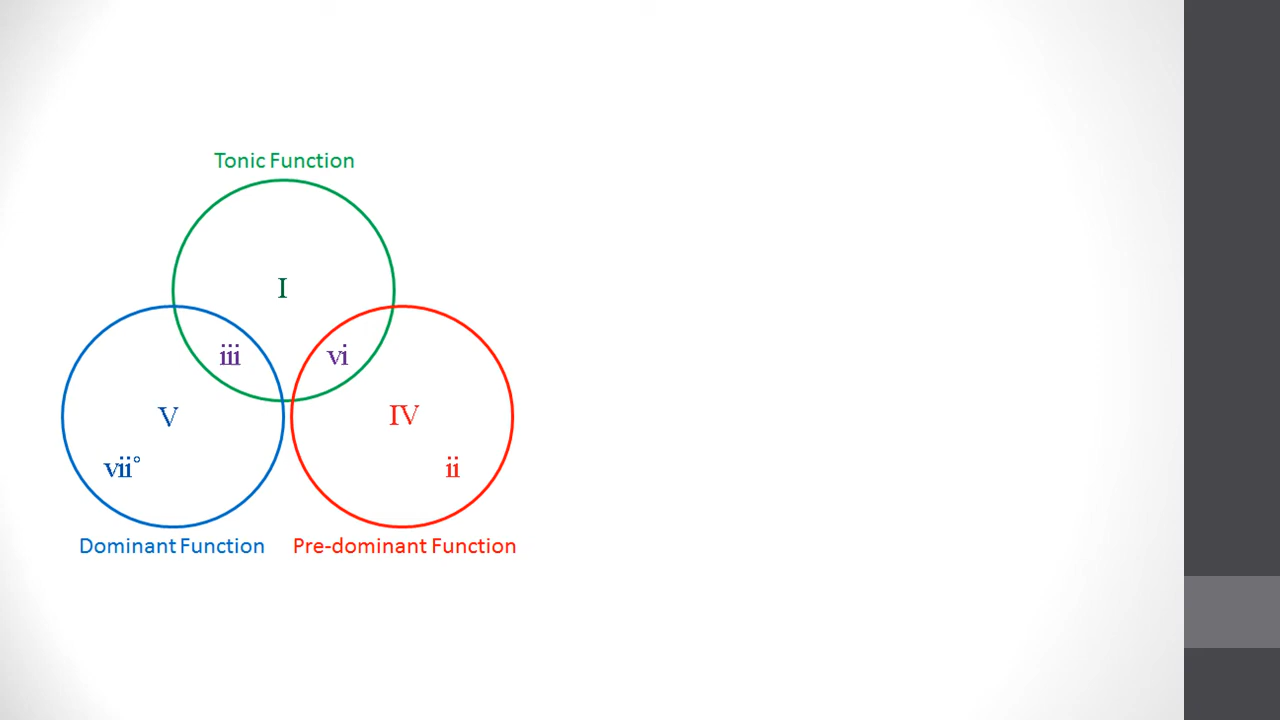 Tonic Function
I
iii vi
V IV
vii° ii
Dominant Function Pre-dominant Function